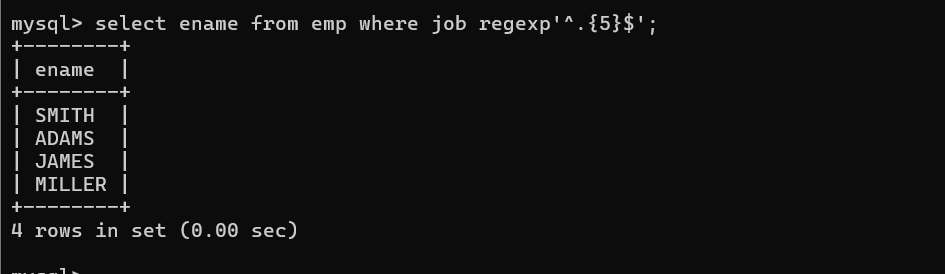 mysql> select ename from emp where job regexp'^.{5}$';
+--------+
| ename  |
+--------+
| SMITH  |
| ADAMS  |
| JAMES  |
| MILLER |
+--------+
4 rows in set (0.00 sec)
mysql>